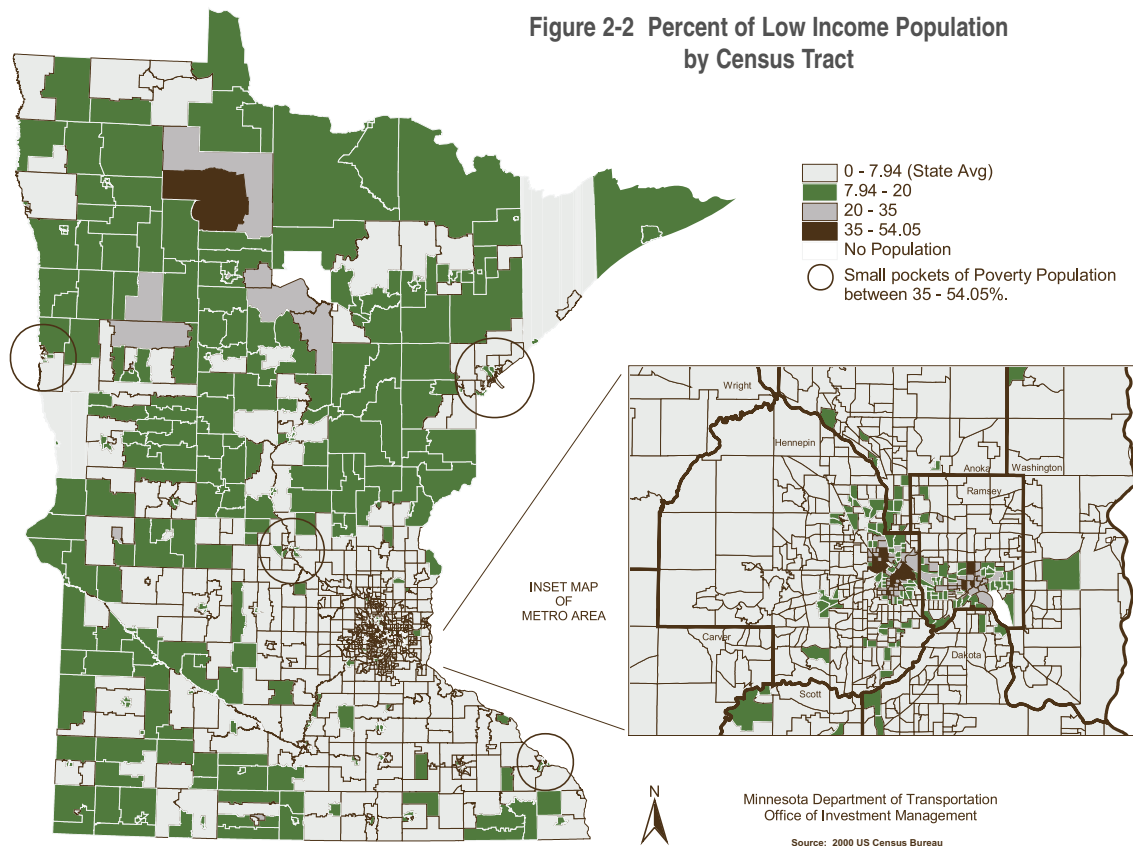 Figure 2-2 Percent of Low Income Population
by Census Tract
0 - 7.94 (State Avg)
7.94 - 20
20 - 35
35 - 54.05
No Population
Small pockets of Poverty Population
between 35 - 54.05%.
INSET MAP
OF
METRO AREA
Wright
Hennepin
Anoka
Washington
Ramsey
Carver
Dakota
Scott
N
Minnesota Department of Transportation
Office of Investment Management
Source: 2000 US Census Bureau